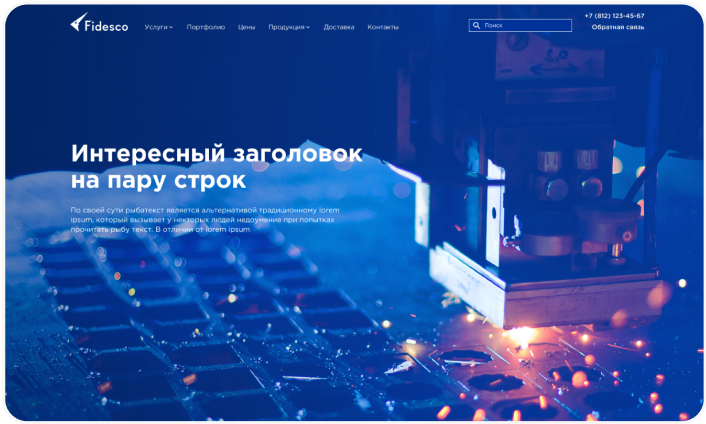 Fidesco
Услуги
Портфолио
Цены
Продукция
Доставка
Контакты
Поиск
+7 (812) 123-45-67
Обратная связь
Интересный заголовок
на пару строк
По своей сути рыбатекст является альтернативой традиционному lorem
ipsum, который вызывает у некторых людей недоумение при попытках
прочитать рыбу текст. В отличии от lorem ipsum